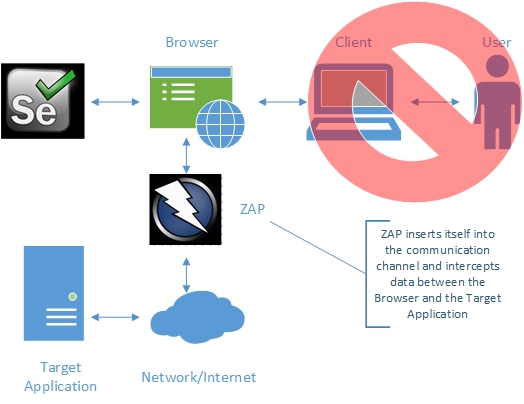 Browser
Client
User
Se
ZAP
ZAP inserts itself into
the communication
channel and intercepts
data between the
Browser and the Target
Application
Target
Application
Network/Internet